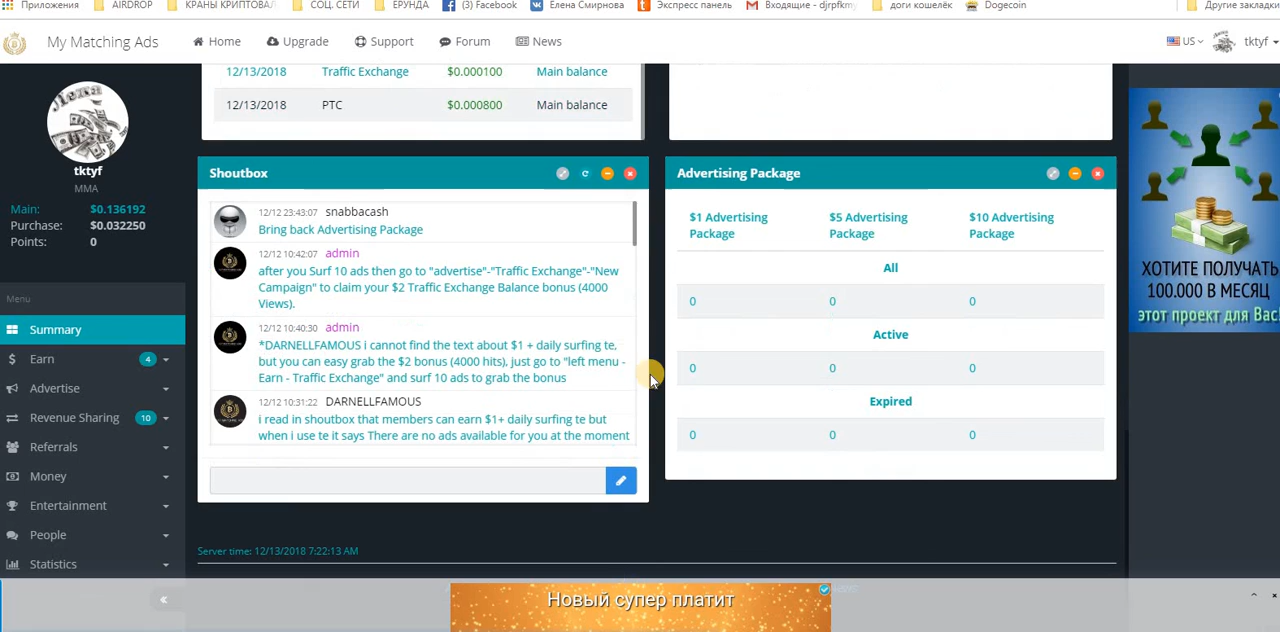 Приложения AIRDROP КРАНЫ КРИПТОВАЛ СОЦ. СЕТИ ЕРУНДА (3) Facebook Елена Смирнова Экспресс панель Входящие - djrpfkmy доги кошелёк Dogecoin Другие закладки
My Matching Ads Home Upgrade Support Forum News US tktyf
12/13/2018 Traffic Exchange $0.000100 Main balance
12/13/2018 PTC $0.000800 Main balance
tktyf
MMA
Main: $0.136192
Purchase: $0.032250
Points: 0
Menu
Summary
$ Earn 4
Advertise
Revenue Sharing 10
Referrals
Money
Entertainment
People
Statistics
Shoutbox
12/12 23:43:07 snabbacash
Bring back Advertising Package
12/12 10:42:07 admin
after you Surf 10 ads then go to "advertise"-"Traffic Exchange"-"New
Campaign" to claim your $2 Traffic Exchange Balance bonus (4000
Views).
12/12 10:40:30 admin
*DARNELLFAMOUS i cannot find the text about $1 + daily surfing te,
but you can easy grab the $2 bonus (4000 hits), just go to "left menu -
Earn - Traffic Exchange" and surf 10 ads to grab the bonus
12/12 10:31:22 DARNELLFAMOUS
i read in shoutbox that members can earn $1+ daily surfing te but
when i use te it says There are no ads available for you at the moment
Advertising Package
$1 Advertising Package $5 Advertising Package $10 Advertising Package
All
0 0 0
Active
0 0 0
Expired
0 0 0
ХОТИТЕ ПОЛУЧАТЬ
100.000 В МЕСЯЦ
этот проект для Вас!
Server time: 12/13/2018 7:22:13 AM
Новый супер платит